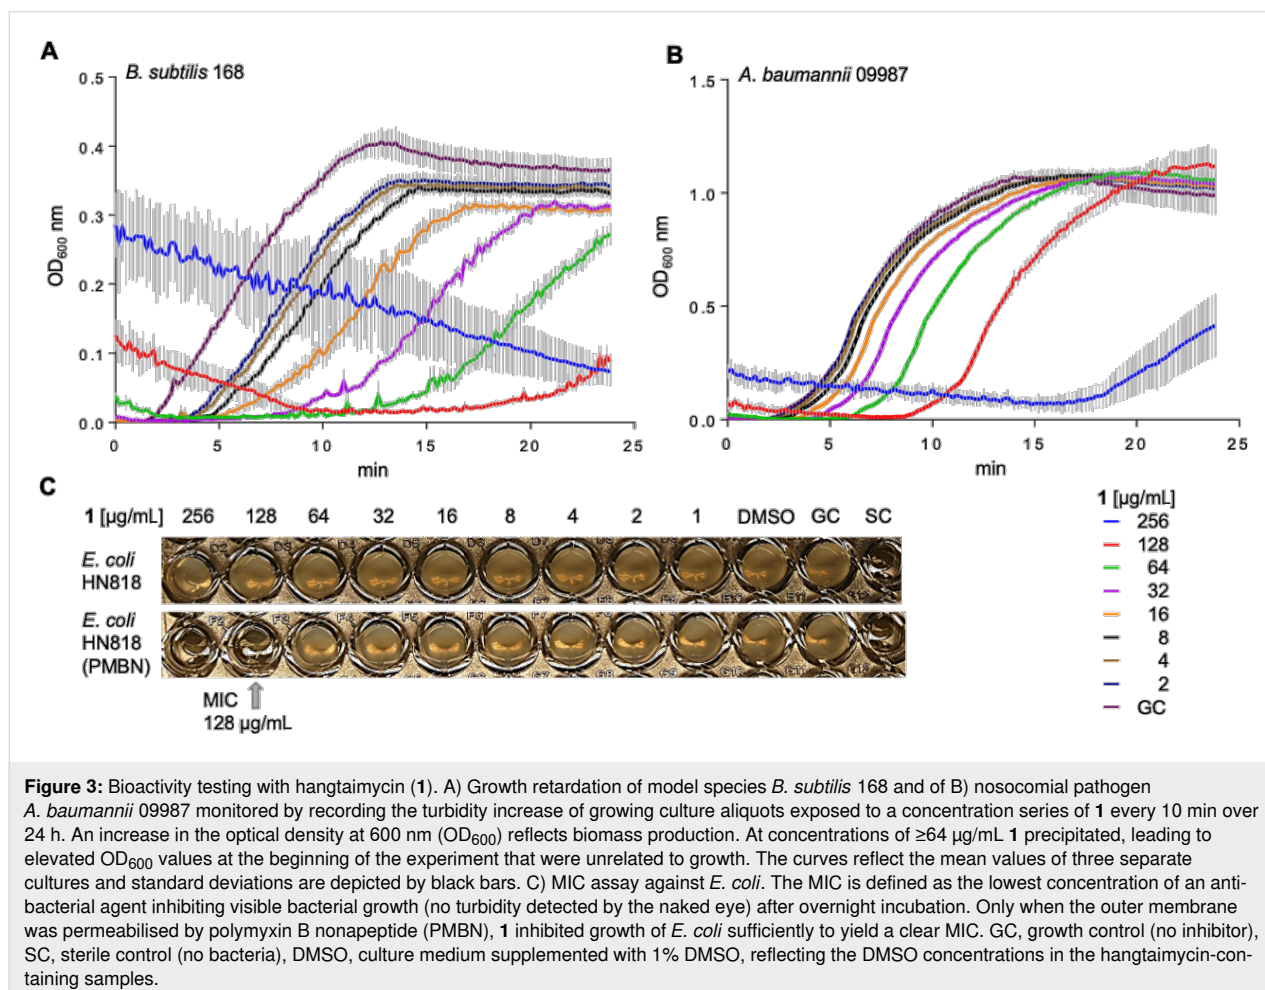 A
B. subtilis 168
0.5
0.4
0.3
0.2
0.1
0.0
OD600 nm
0 5 10 15 20 25
min
B
A. baumannii 09987
1.5
1.0
0.5
0.0
OD600 nm
0 5 10 15 20 25
min
C
1 [µg/mL] 256 128 64 32 16 8 4 2 1 DMSO GC SC
E. coli
HN818
E. coli
HN818
(PMBN)
MIC
128 µg/mL
1 [µg/mL]
256
128
64
32
16
8
4
2
GC
Figure 3: Bioactivity testing with hangtaimycin (1). A) Growth retardation of model species B. subtilis 168 and of B) nosocomial pathogen
A. baumannii 09987 monitored by recording the turbidity increase of growing culture aliquots exposed to a concentration series of 1 every 10 min over
24 h. An increase in the optical density at 600 nm (OD600) reflects biomass production. At concentrations of ≥64 µg/mL 1 precipitated, leading to
elevated OD600 values at the beginning of the experiment that were unrelated to growth. The curves reflect the mean values of three separate
cultures and standard deviations are depicted by black bars. C) MIC assay against E. coli. The MIC is defined as the lowest concentration of an anti-
bacterial agent inhibiting visible bacterial growth (no turbidity detected by the naked eye) after overnight incubation. Only when the outer membrane
was permeabilised by polymyxin B nonapeptide (PMBN), 1 inhibited growth of E. coli sufficiently to yield a clear MIC. GC, growth control (no inhibitor),
SC, sterile control (no bacteria), DMSO, culture medium supplemented with 1% DMSO, reflecting the DMSO concentrations in the hangtaimycin-con-
taining samples.